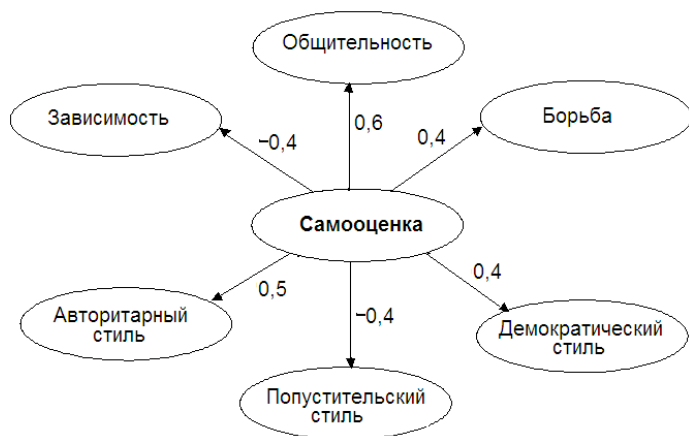 Общительность
Зависимость
Борьба
−0,4
0,6
0,4
Самооценка
0,5
−0,4
0,4
Авторитарный
стиль
Демократический
стиль
Попустительский
стиль